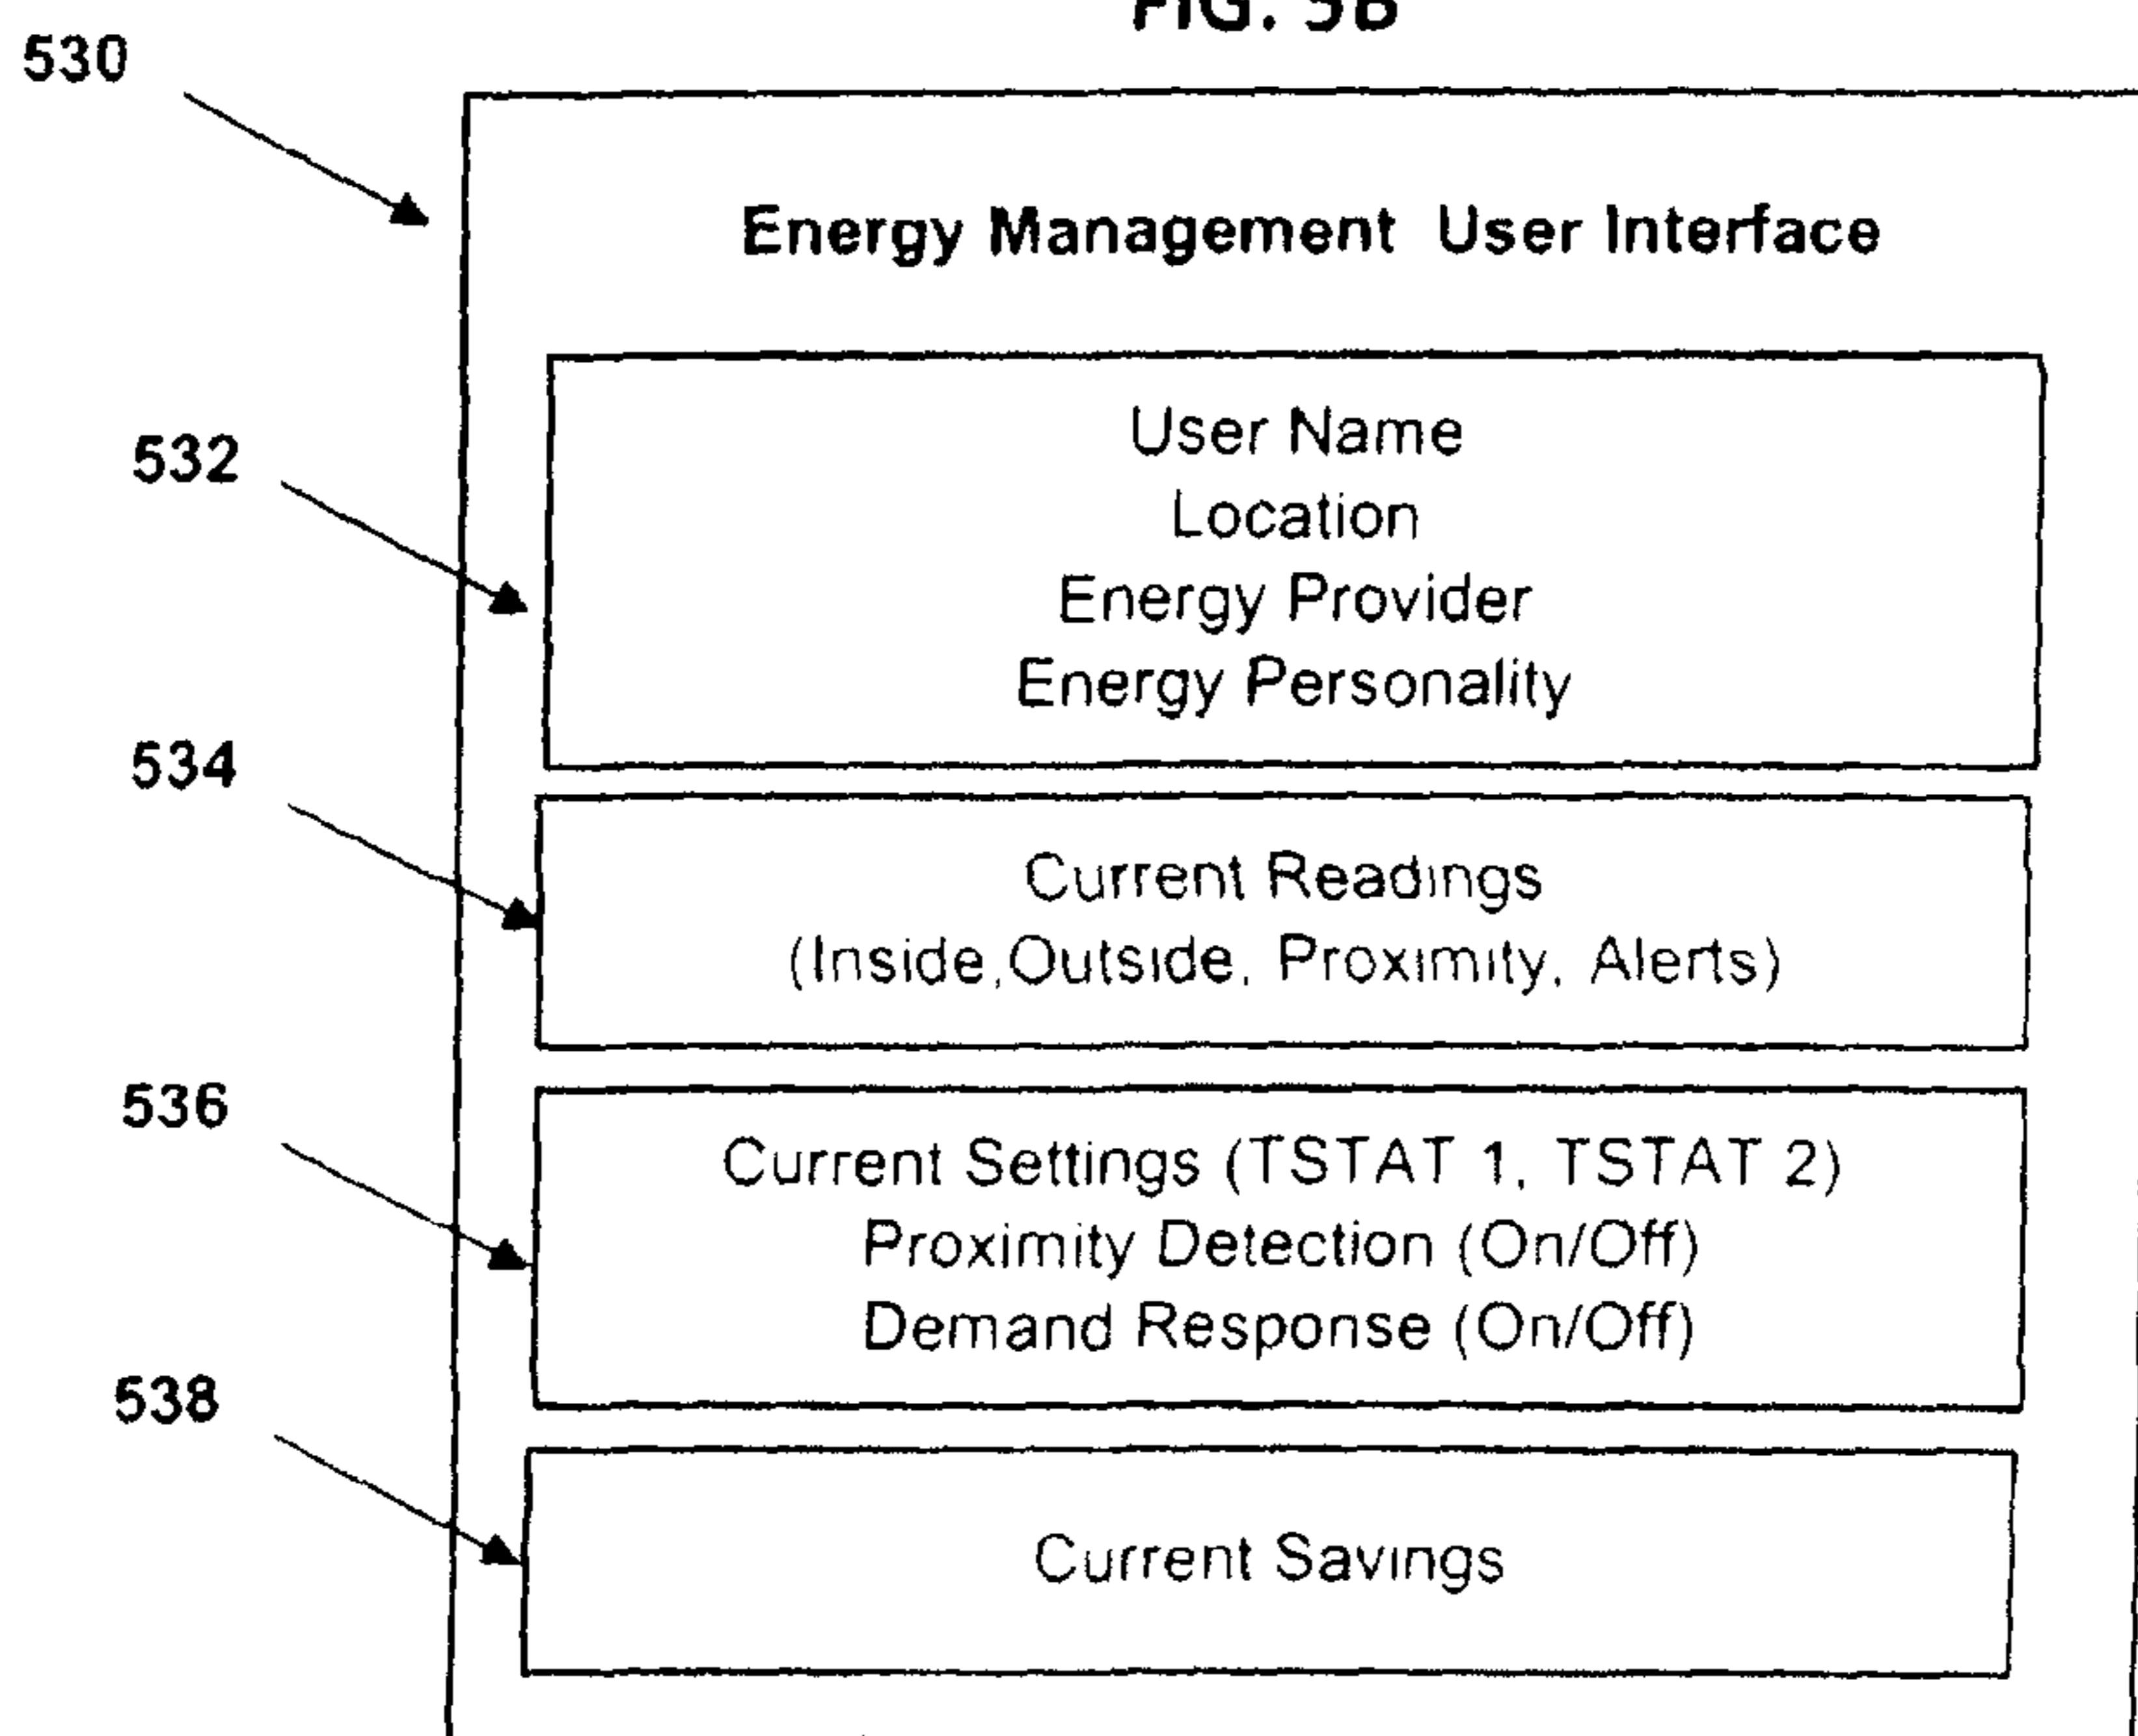 FIG. 5B
530
Energy Management User Interface
532
User Name
Location
Energy Provider
Energy Personality
534
Current Readings
(Inside,Outside, Proximity, Alerts)
536
Current Settings (TSTAT 1, TSTAT 2)
Proximity Detection (On/Off)
Demand Response (On/Off)
538
Current Savings